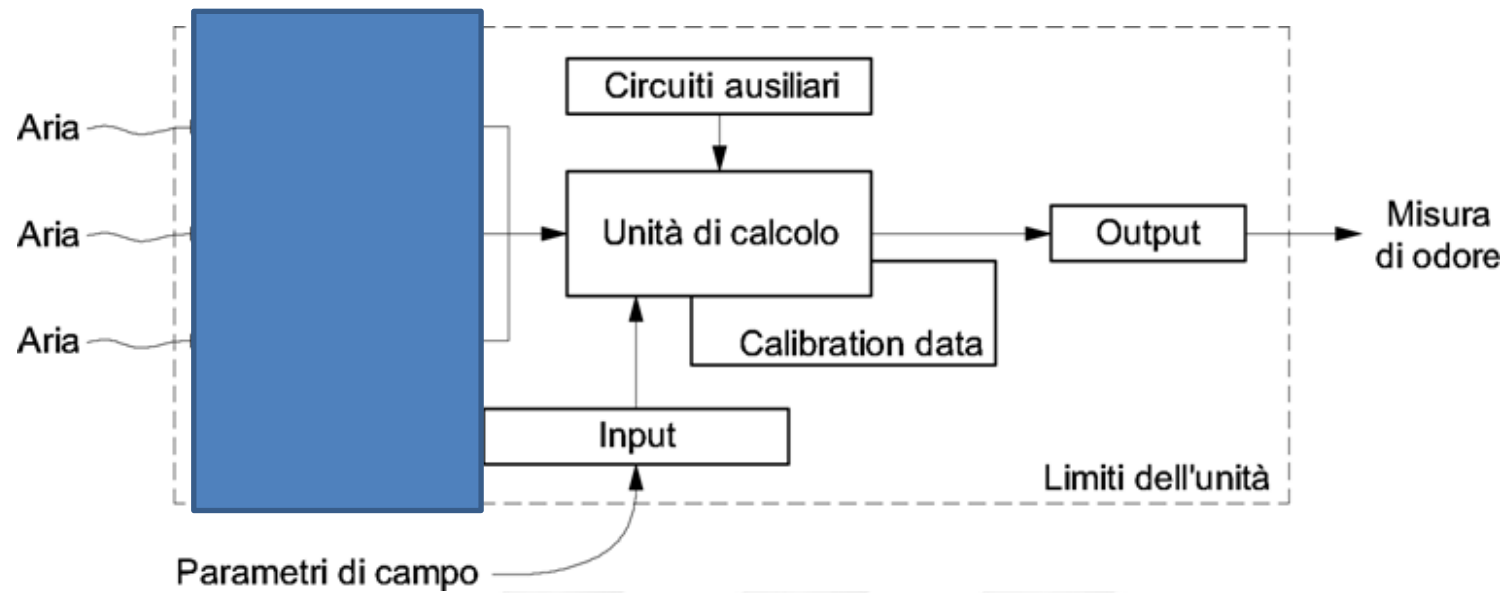 Circuiti ausiliari
Aria
Aria
Aria
Unità di calcolo
Output
Misura
di odore
Calibration data
Input
Limiti dell'unità
Parametri di campo